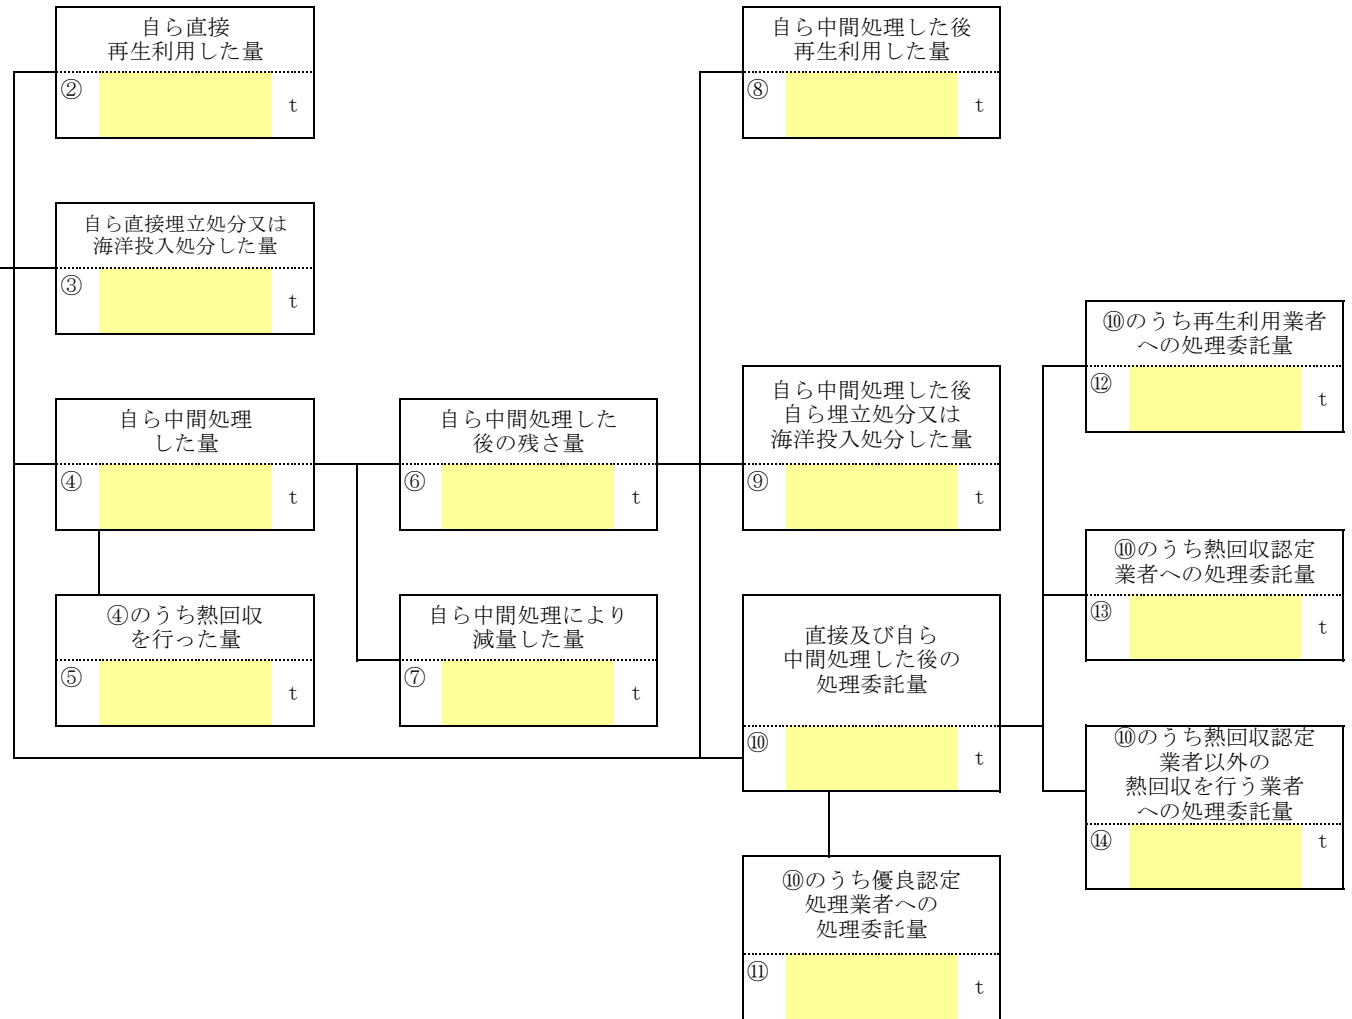 自ら直接
再生利用した量
②
t
自ら中間処理した後
再生利用した量
⑧
t
自ら直接埋立処分又は
海洋投入処分した量
③
t
⑩のうち再生利用業者
への処理委託量
⑫
t
自ら中間処理
した量
④
t
自ら中間処理した
後の残さ量
⑥
t
自ら中間処理した後
自ら埋立処分又は
海洋投入処分した量
⑨
t
⑩のうち熱回収認定
業者への処理委託量
⑬
t
④のうち熱回収
を行った量
⑤
t
自ら中間処理により
減量した量
⑦
t
直接及び自ら
中間処理した後の
処理委託量
⑩
t
⑩のうち熱回収認定
業者以外の
熱回収を行う業者
への処理委託量
⑭
t
⑩のうち優良認定
処理業者への
処理委託量
⑪
t